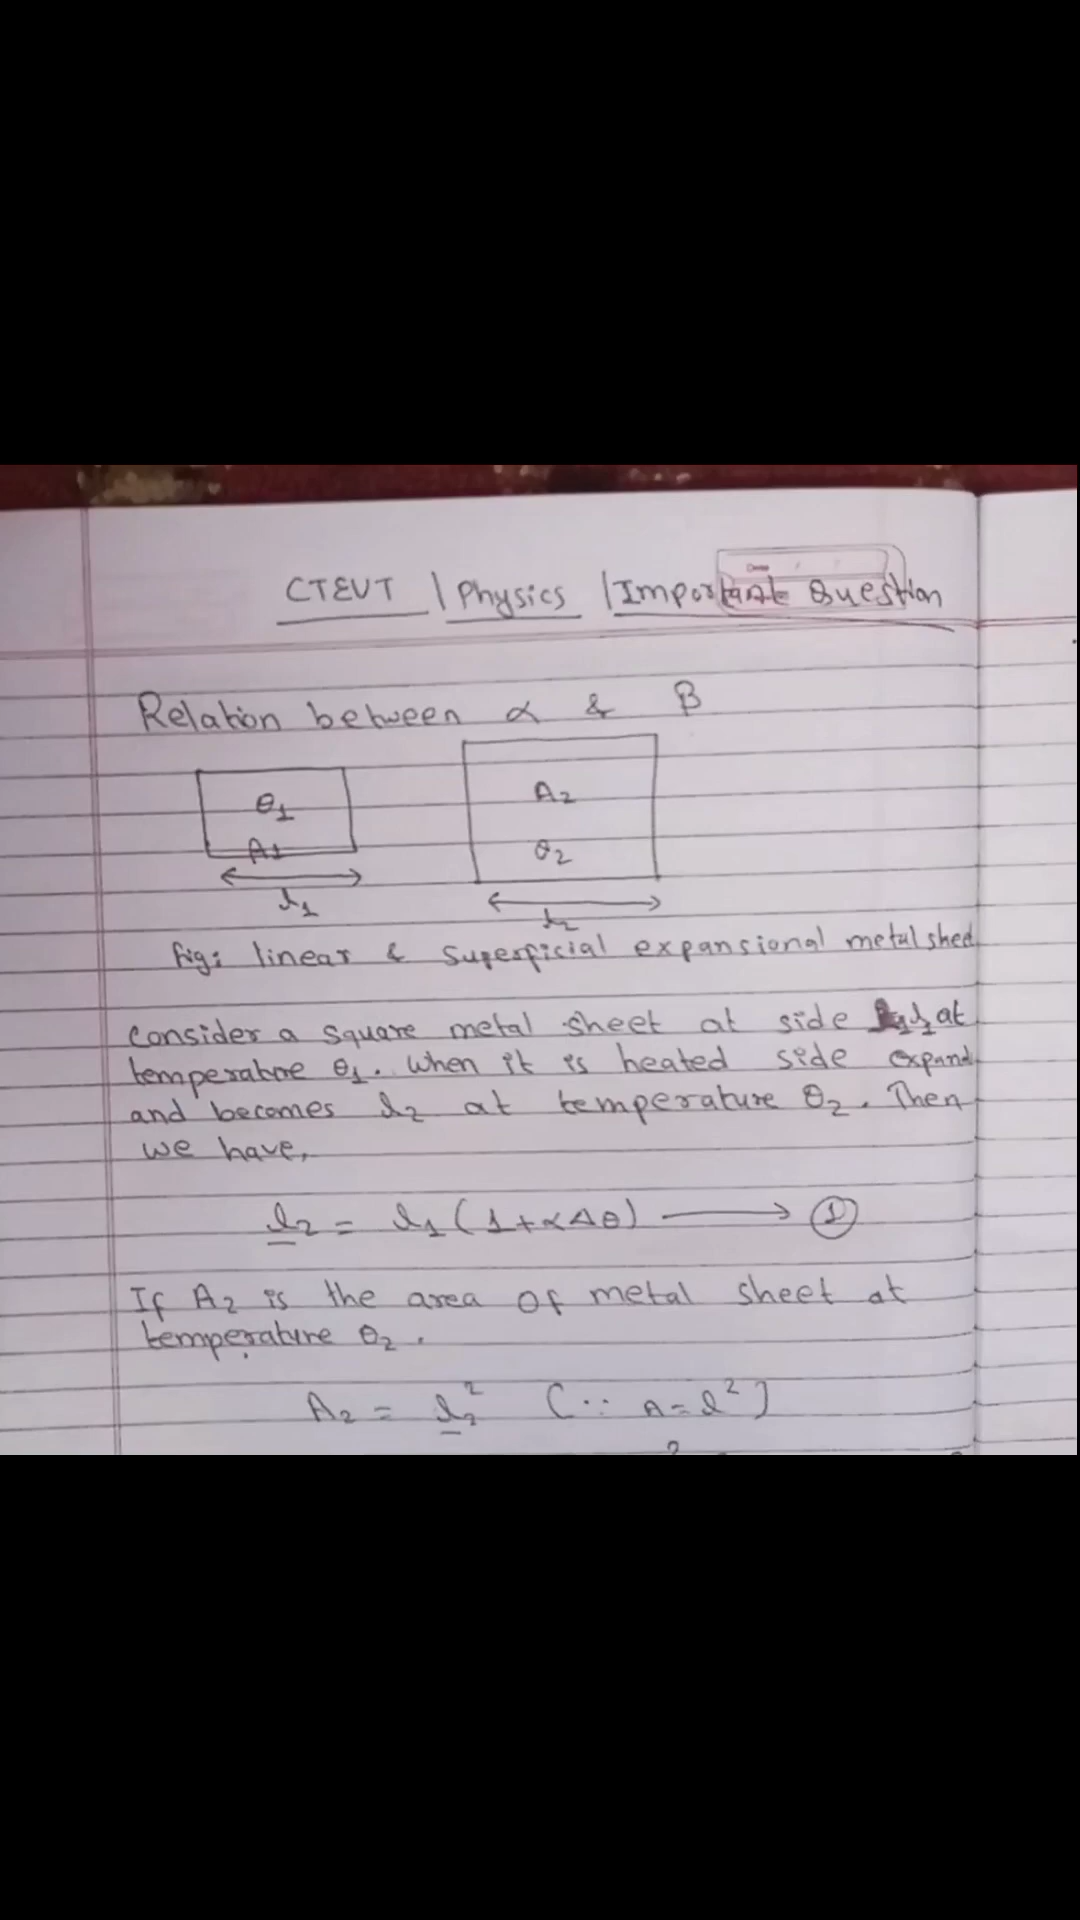 CTEVT | Physics | Important Question
Relation between α & β
θ1
A1
l1
A2
θ2
l2
fig: linear & Superficial expansional metal shed
Consider a square metal sheet at side l1 at
temperature θ1. When it is heated side expand
and becomes l2 at temperature θ2. Then
we have,
l2 = l1 (1+αΔθ) → ①
If A2 is the area of metal sheet at
temperature θ2.
A2 = l2² [∵ A=l²]